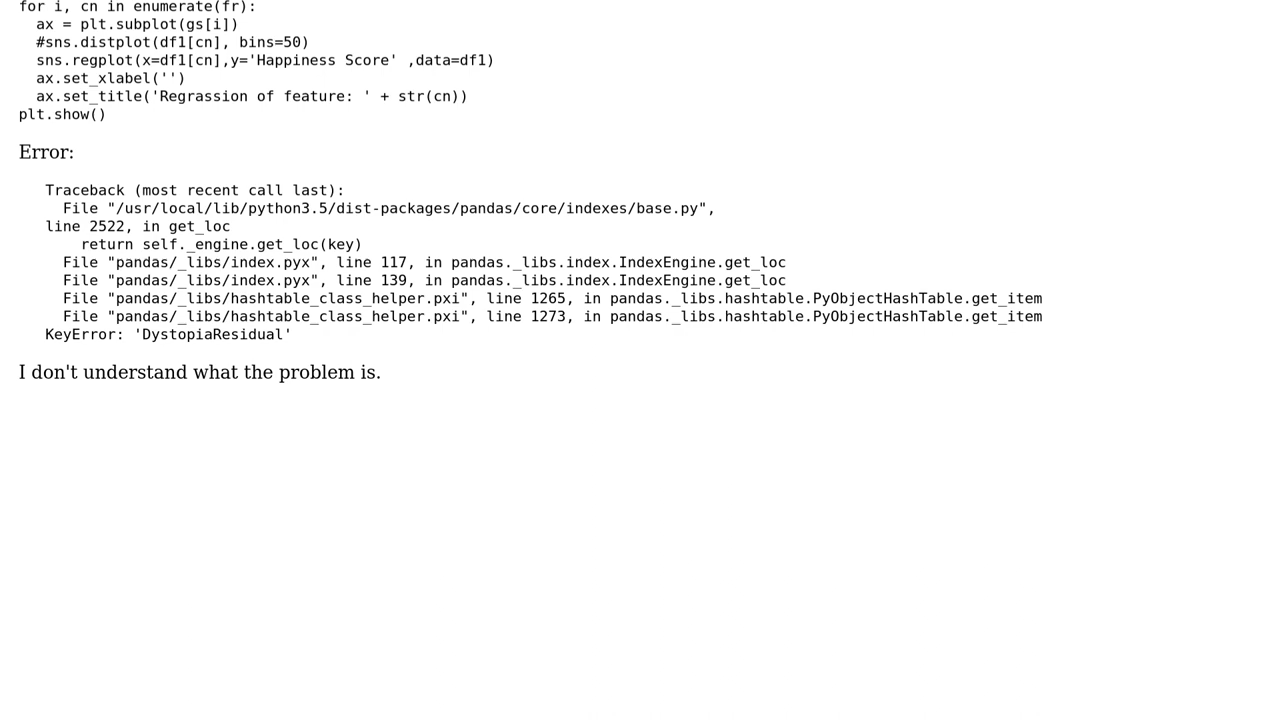 for i, cn in enumerate(fr):
  ax = plt.subplot(gs[i])
  #sns.distplot(df1[cn], bins=50)
  sns.regplot(x=df1[cn],y='Happiness Score' ,data=df1)
  ax.set_xlabel('')
  ax.set_title('Regrassion of feature: ' + str(cn))
plt.show()
Error:
   Traceback (most recent call last):
     File "/usr/local/lib/python3.5/dist-packages/pandas/core/indexes/base.py",
   line 2522, in get_loc
       return self._engine.get_loc(key)
     File "pandas/_libs/index.pyx", line 117, in pandas._libs.index.IndexEngine.get_loc
     File "pandas/_libs/index.pyx", line 139, in pandas._libs.index.IndexEngine.get_loc
     File "pandas/_libs/hashtable_class_helper.pxi", line 1265, in pandas._libs.hashtable.PyObjectHashTable.get_item
     File "pandas/_libs/hashtable_class_helper.pxi", line 1273, in pandas._libs.hashtable.PyObjectHashTable.get_item
   KeyError: 'DystopiaResidual'
I don't understand what the problem is.